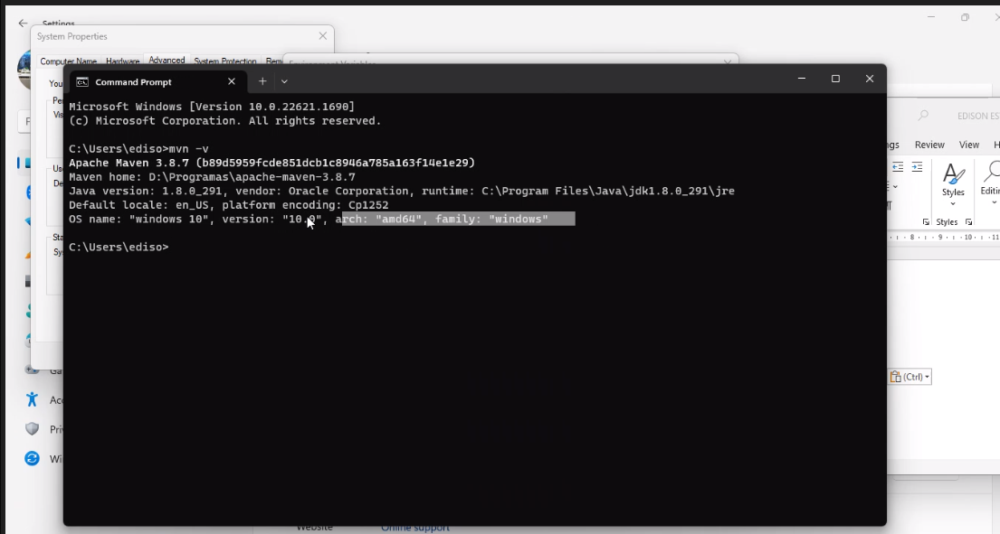 Settings
System Properties
Computer Name Hardware Advanced System Protection
Command Prompt
Microsoft Windows [Version 10.0.22621.1690]
(c) Microsoft Corporation. All rights reserved.
C:\Users\ediso>mvn -v
Apache Maven 3.8.7 (b89d5959fcde851dcb1c8946a785a163f14e1e29)
Maven home: D:\Programas\apache-maven-3.8.7
Java version: 1.8.0_291, vendor: Oracle Corporation, runtime: C:\Program Files\Java\jdk1.8.0_291\jre
Default locale: en_US, platform encoding: Cp1252
OS name: "windows 10", version: "10.0", arch: "amd64", family: "windows"
C:\Users\ediso>
EDISON ES
Review View H
Styles
Styles
8 9 10 11
(Ctrl)
Website Online support